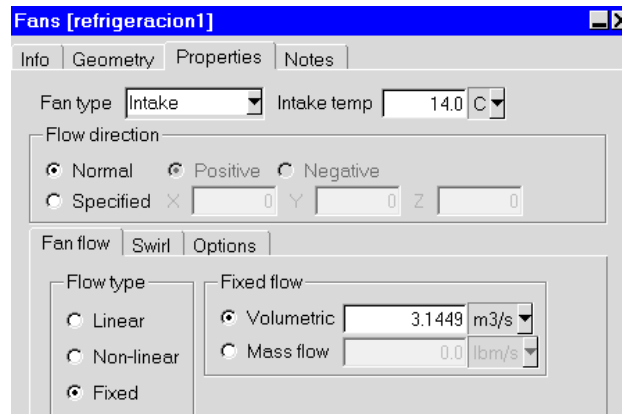 Fans [refrigeracion1]
Info Geometry Properties Notes
Fan type Intake Intake temp 14.0 C
Flow direction
Normal Positive Negative
Specified X 0 Y 0 Z 0
Fan flow Swirl Options
Flow type Fixed flow
Linear Volumetric 3.1449 m3/s
Non-linear Mass flow 0.0 lbm/s
Fixed